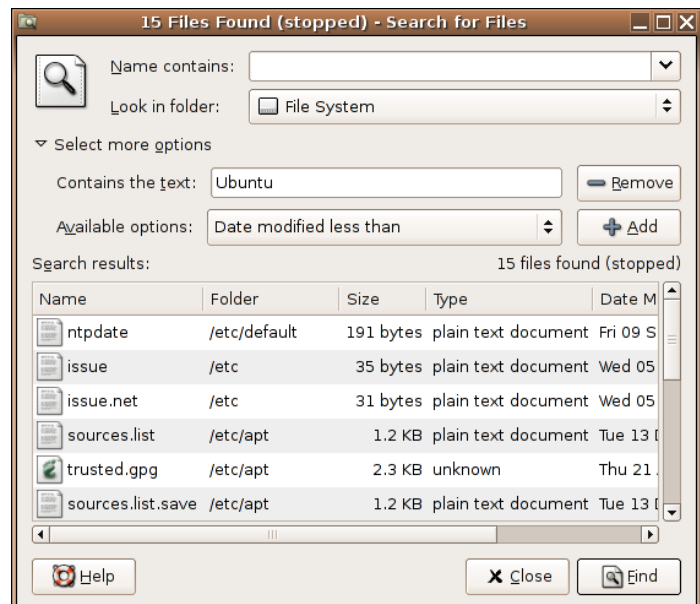 15 Files Found (stopped) - Search for Files
Name contains:
Look in folder: File System
Select more options
Contains the text: Ubuntu Remove
Available options: Date modified less than Add
Search results: 15 files found (stopped)
Name Folder Size Type Date M
ntpdate /etc/default 191 bytes plain text document Fri 09 S
issue /etc 35 bytes plain text document Wed 05
issue.net /etc 31 bytes plain text document Wed 05
sources.list /etc/apt 1.2 KB plain text document Tue 13
trusted.gpg /etc/apt 2.3 KB unknown Thu 21
sources.list.save /etc/apt 1.2 KB plain text document Tue 13
Help Close Find